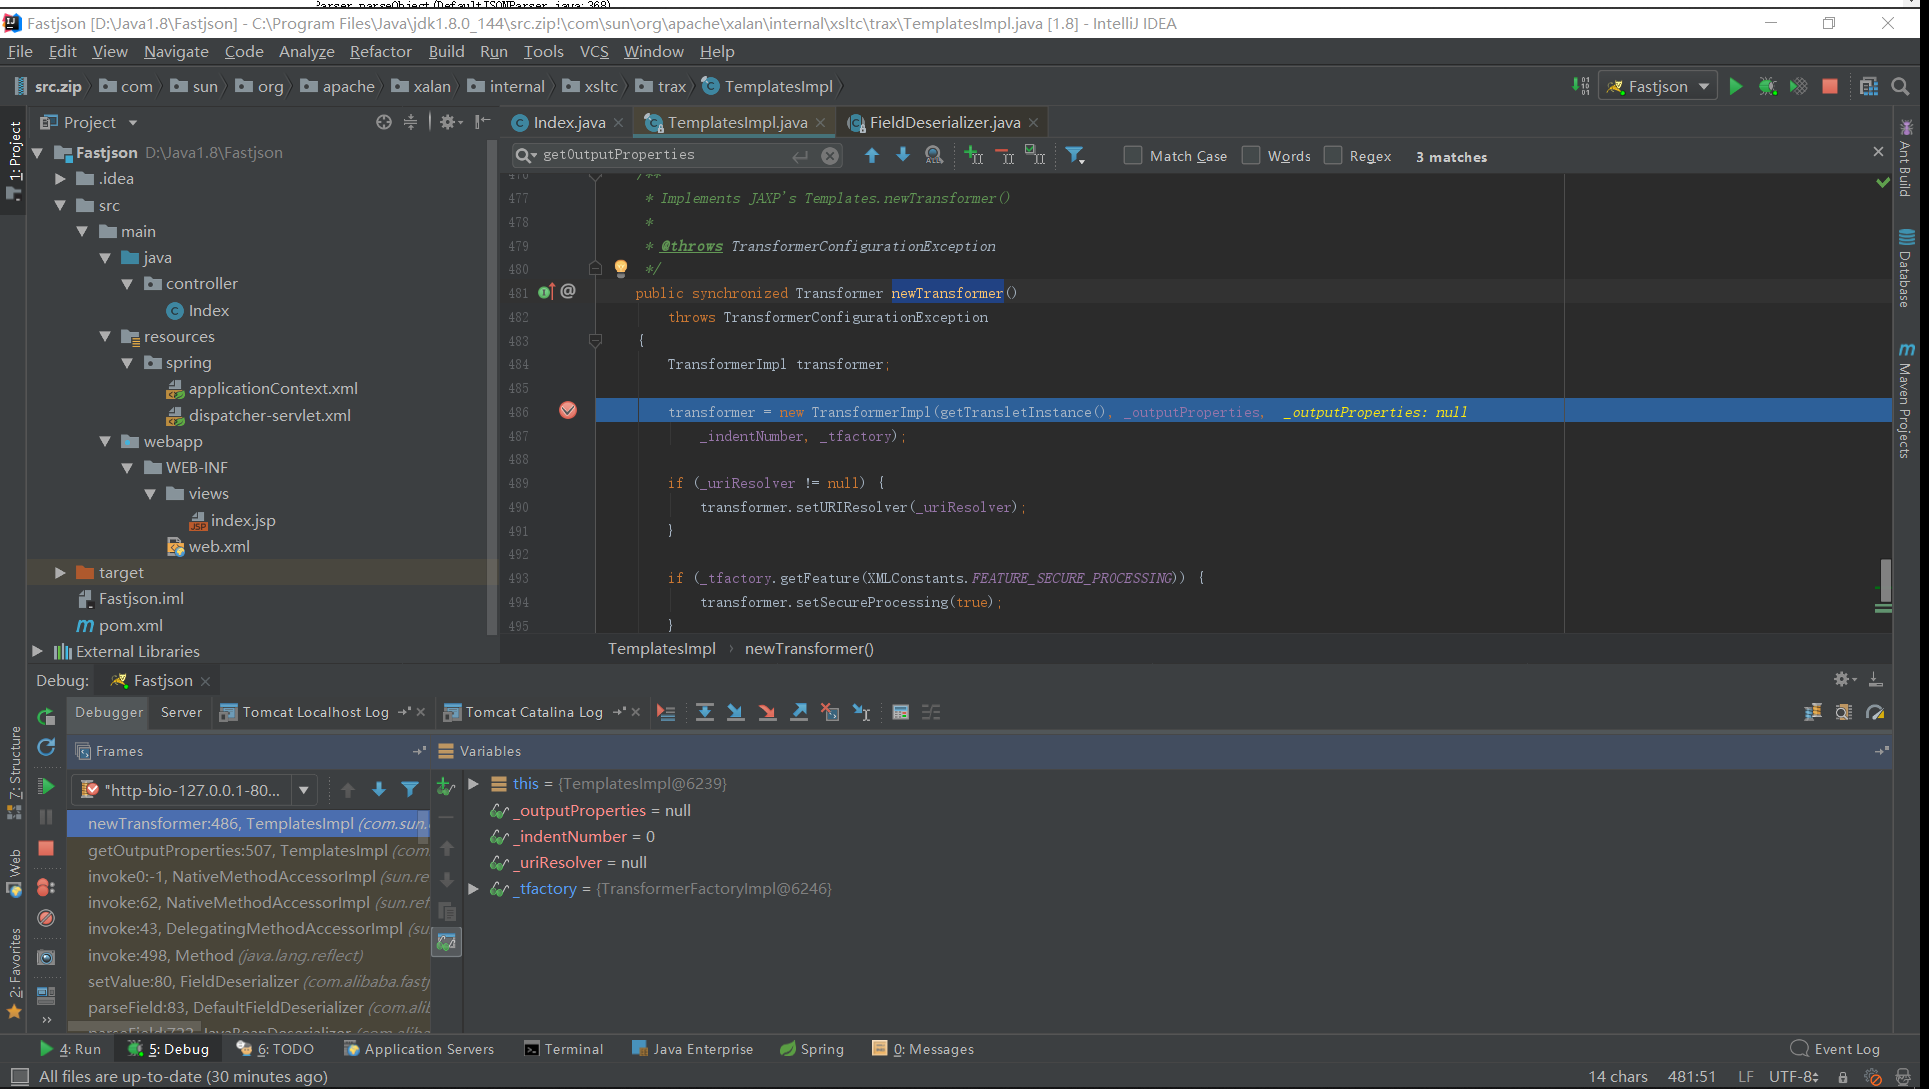 Parser.parseObject(DefaultJSONParser.java:368)
Fastjson [D:\Java1.8\Fastjson] - C:\Program Files\Java\jdk1.8.0_144\src.zip!\com\sun\org\apache\xalan\internal\xsltc\trax\TemplatesImpl.java [1.8] - IntelliJ IDEA
File Edit View Navigate Code Analyze Refactor Build Run Tools VCS Window Help
src.zip com sun org apache xalan internal xsltc trax TemplatesImpl
Fastjson
1: Project
Project
Index.java
TemplatesImpl.java
FieldDeserializer.java
getOutputProperties
Match Case
Words
Regex
3 matches
Fastjson D:\Java1.8\Fastjson
.idea
src
main
java
controller
Index
resources
spring
applicationContext.xml
dispatcher-servlet.xml
webapp
WEB-INF
views
index.jsp
web.xml
target
Fastjson.iml
pom.xml
External Libraries
476 /**
477 * Implements JAXP's Templates.newTransformer()
478 *
479 * @throws TransformerConfigurationException
480 */
481 @ public synchronized Transformer newTransformer()
482 throws TransformerConfigurationException
483 {
484 TransformerImpl transformer;
485
486 transformer = new TransformerImpl(getTransletInstance(), _outputProperties, _outputProperties: null
487 _indentNumber, _tfactory);
488
489 if (_uriResolver != null) {
490 transformer.setURIResolver(_uriResolver);
491 }
492
493 if (_tfactory.getFeature(XMLConstants.FEATURE_SECURE_PROCESSING)) {
494 transformer.setSecureProcessing(true);
495 }
TemplatesImpl › newTransformer()
Ant Build
Database
Maven Projects
Debug: Fastjson
Debugger
Server
Tomcat Localhost Log
Tomcat Catalina Log
Frames
Variables
"http-bio-127.0.0.1-80...
newTransformer:486, TemplatesImpl (com.sun.
getOutputProperties:507, TemplatesImpl (com
invoke0:-1, NativeMethodAccessorImpl (sun.re
invoke:62, NativeMethodAccessorImpl (sun.ref
invoke:43, DelegatingMethodAccessorImpl (su
invoke:498, Method (java.lang.reflect)
setValue:80, FieldDeserializer (com.alibaba.fastj
parseField:83, DefaultFieldDeserializer (com.alib
parseField:722, JavaBeanDeserializer (com.aliba
this = {TemplatesImpl@6239}
_outputProperties = null
_indentNumber = 0
_uriResolver = null
_tfactory = {TransformerFactoryImpl@6246}
Z: Structure
Web
2: Favorites
4: Run
5: Debug
6: TODO
Application Servers
Terminal
Java Enterprise
Spring
0: Messages
Event Log
All files are up-to-date (30 minutes ago)
14 chars 481:51 LF UTF-8